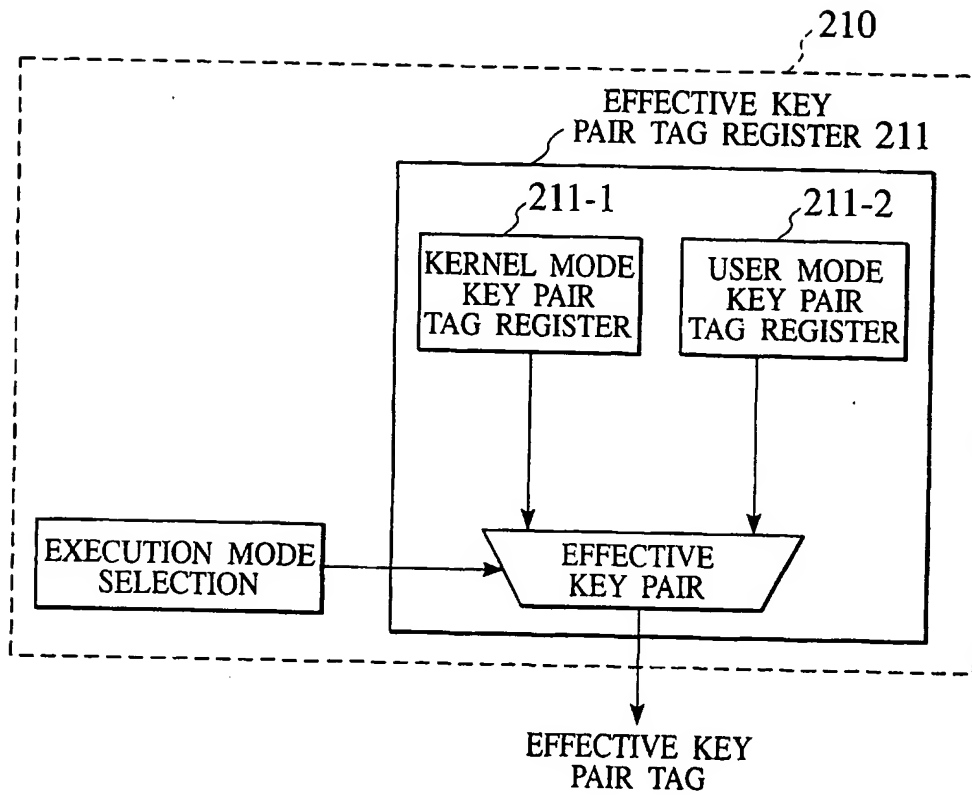 210
EFFECTIVE KEY
PAIR TAG REGISTER 211
211-1
211-2
KERNEL MODE
KEY PAIR
TAG REGISTER
USER MODE
KEY PAIR
TAG REGISTER
EXECUTION MODE
SELECTION
EFFECTIVE
KEY PAIR
EFFECTIVE KEY
PAIR TAG